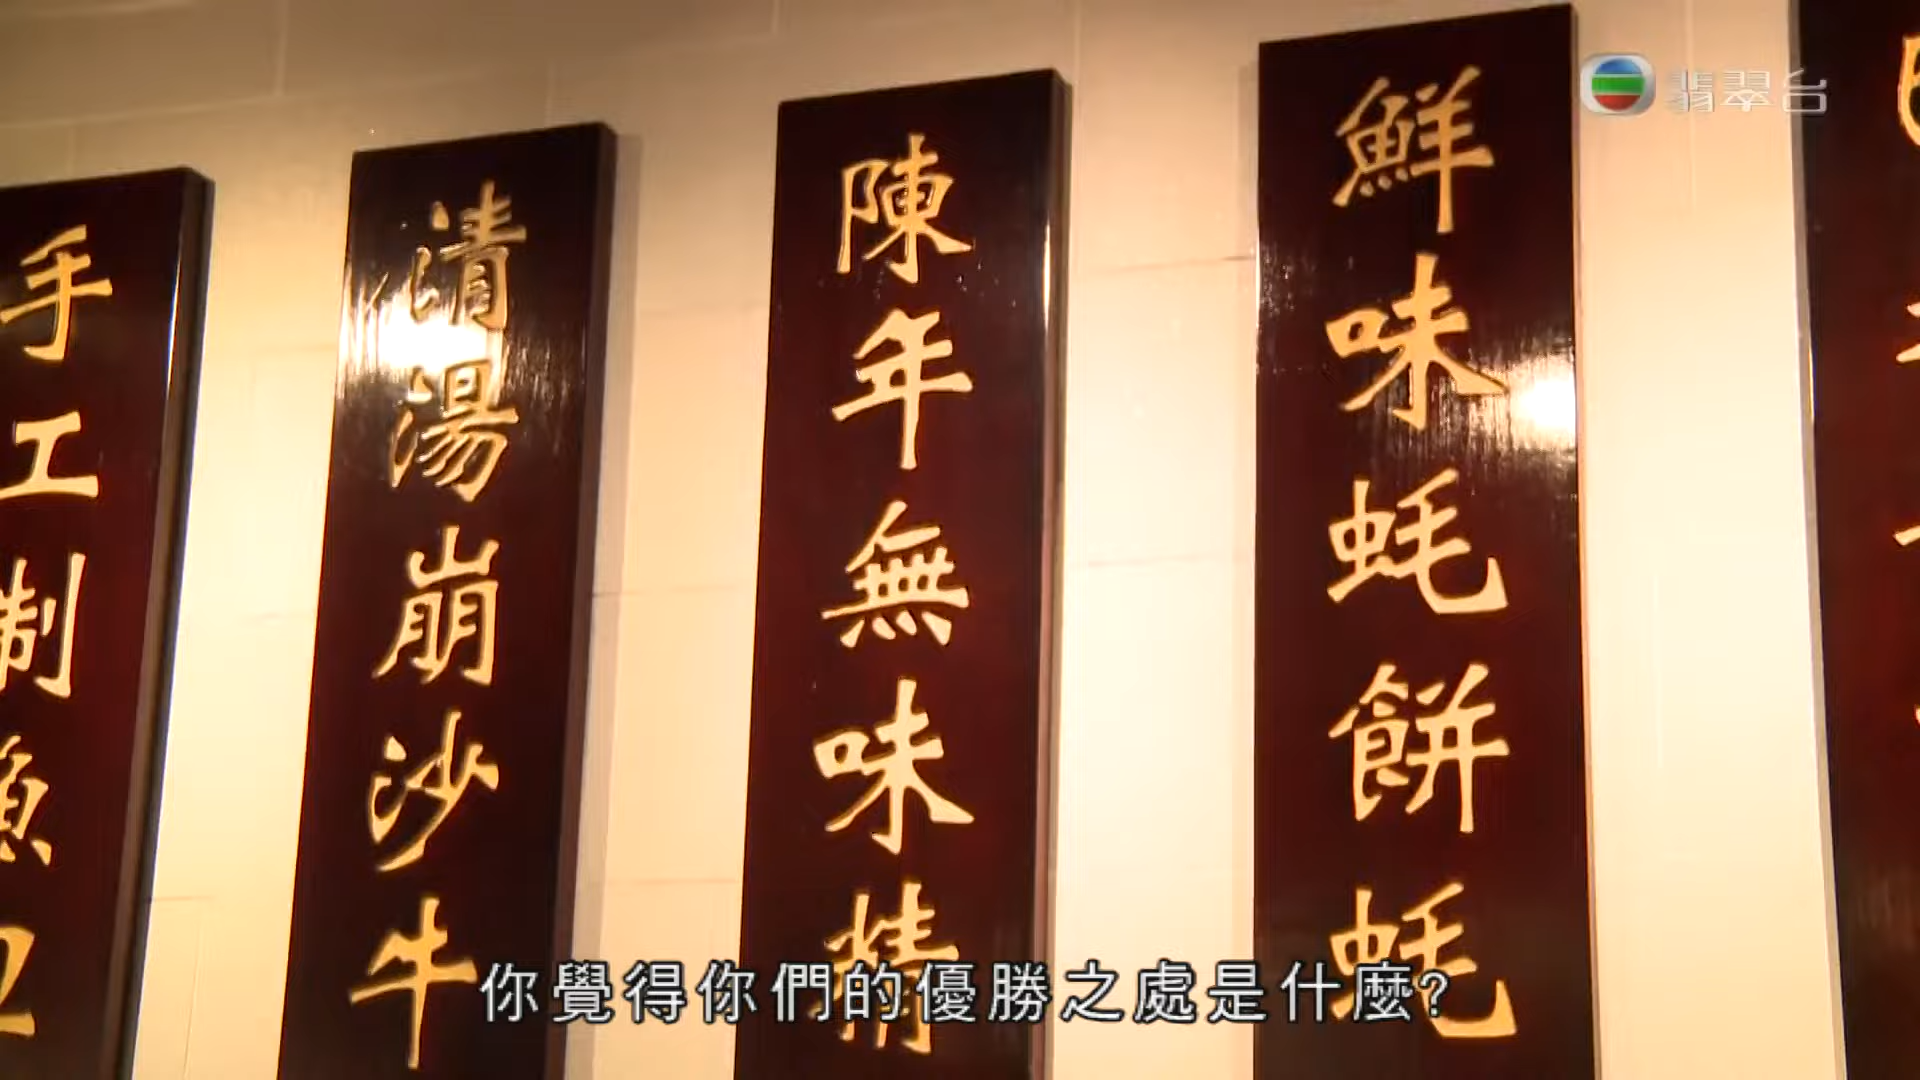 翡翠台
鮮味蚝餅蚝
陳年無味精
清湯崩沙牛
手工制魚
你覺得你們的優勝之處是什麼?